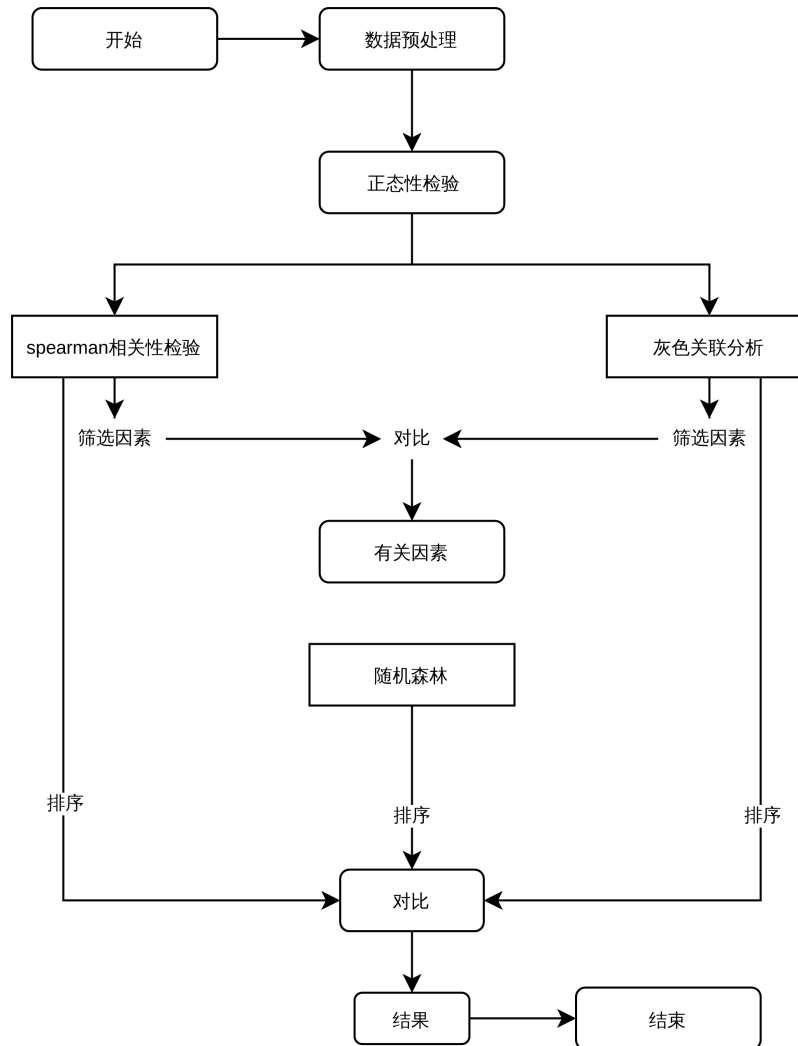 开始
数据预处理
正态性检验
spearman相关性检验
灰色关联分析
筛选因素
对比
筛选因素
有关因素
随机森林
排序
排序
排序
对比
结果
结束